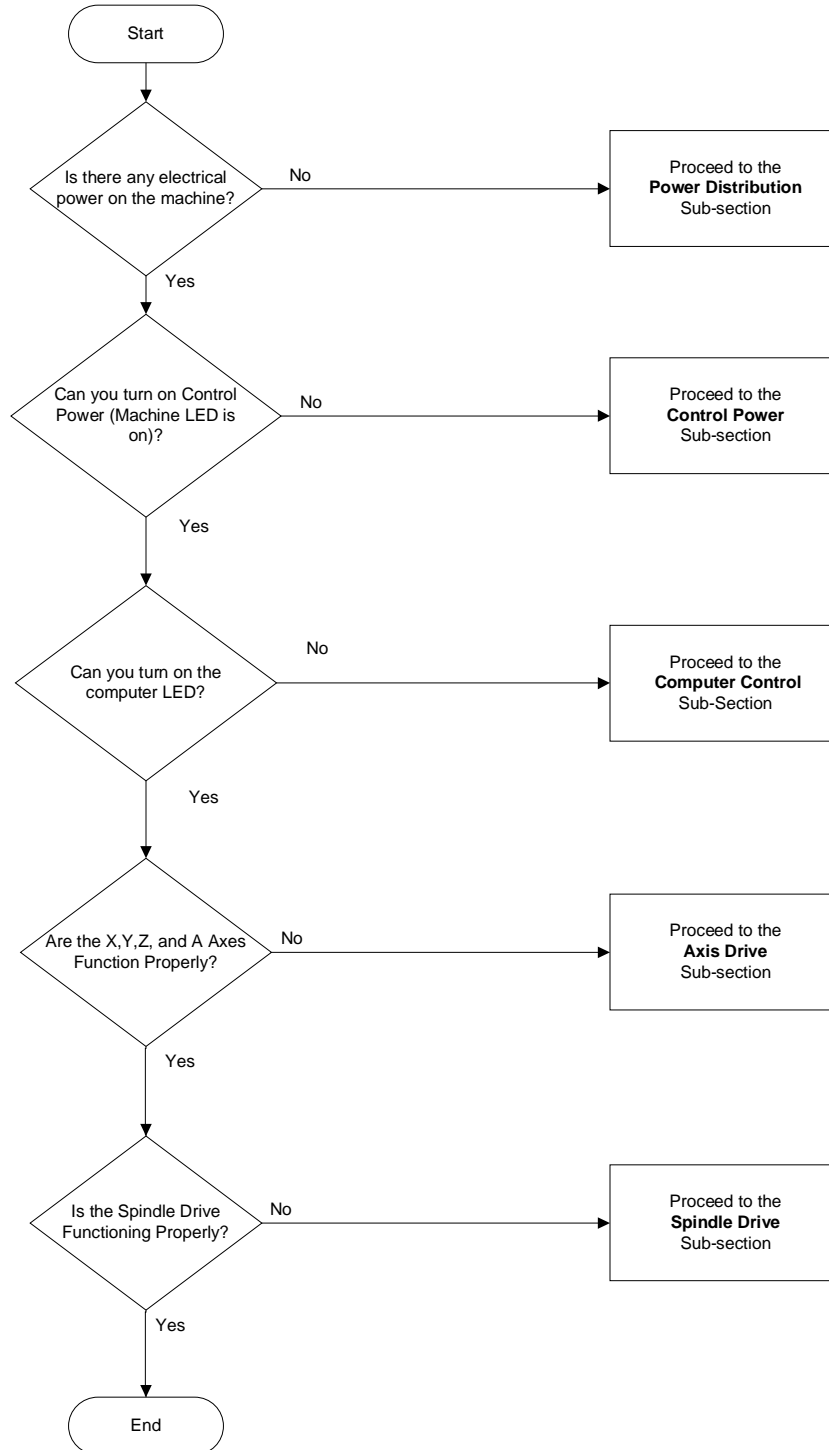 Start
Is there any electrical
power on the machine?
No
Proceed to the
Power Distribution
Sub-section
Yes
Can you turn on Control
Power (Machine LED is
on)?
No
Proceed to the
Control Power
Sub-section
Yes
Can you turn on the
computer LED?
No
Proceed to the
Computer Control
Sub-Section
Yes
Are the X,Y,Z, and A Axes
Function Properly?
No
Proceed to the
Axis Drive
Sub-section
Yes
Is the Spindle Drive
Functioning Properly?
No
Proceed to the
Spindle Drive
Sub-section
Yes
End